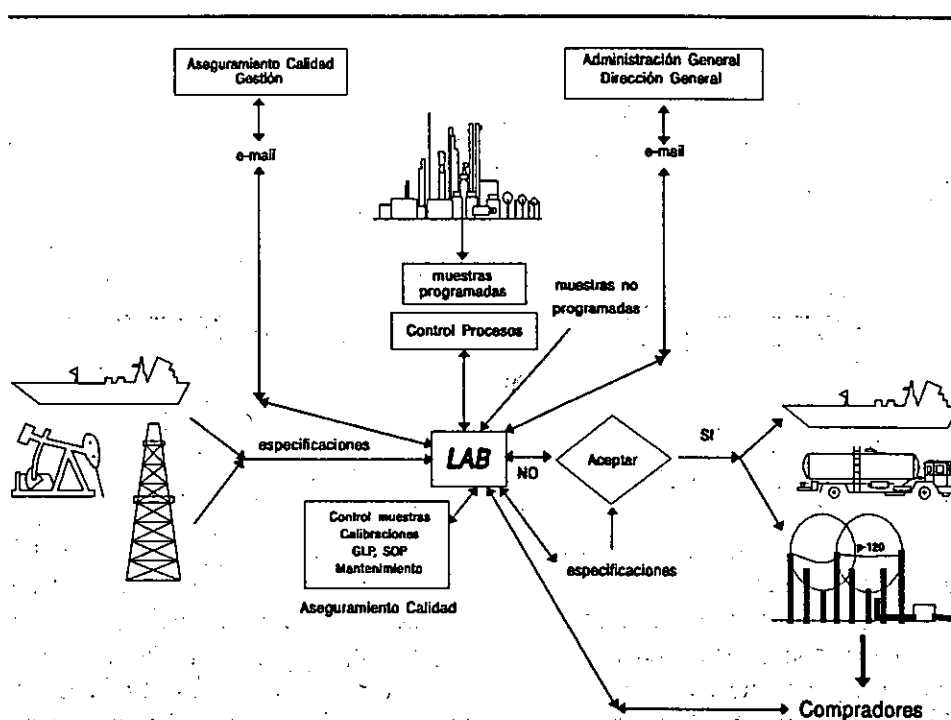 Aseguramiento Calidad
Gestión
Administración General
Dirección General
e-mail
e-mail
muestras
programadas
muestras no
programadas
Control Procesos
especificaciones
LAB
NO
Aceptar
SI
p-120
Control muestras
Calibraciones
GLP, SOP
Mantenimiento
especificaciones
Aseguramiento Calidad
Compradores